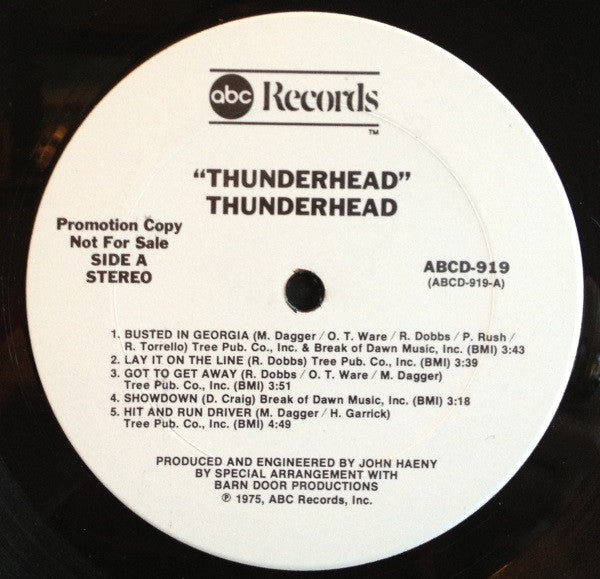 abc Records
TM
"THUNDERHEAD"
THUNDERHEAD
Promotion Copy
Not For Sale
SIDE A
STEREO
ABCD-919
(ABCD-919-A)
1. BUSTED IN GEORGIA (M. Dagger / O. T. Ware / R. Dobbs / P. Rush /
R. Torrello) Tree Pub. Co., Inc. & Break of Dawn Music, Inc. (BMI) 3:43
2. LAY IT ON THE LINE (R. Dobbs) Tree Pub. Co., Inc. (BMI) 3:39
3. GOT TO GET AWAY (R. Dobbs / O. T. Ware / M. Dagger)
Tree Pub. Co., Inc. (BMI) 3:51
4. SHOWDOWN (D. Craig) Break of Dawn Music, Inc. (BMI) 3:18
5. HIT AND RUN DRIVER (M. Dagger / H. Garrick)
Tree Pub. Co., Inc. (BMI) 4:49
PRODUCED AND ENGINEERED BY JOHN HAENY
BY SPECIAL ARRANGEMENT WITH
BARN DOOR PRODUCTIONS
℗ 1975, ABC Records, Inc.